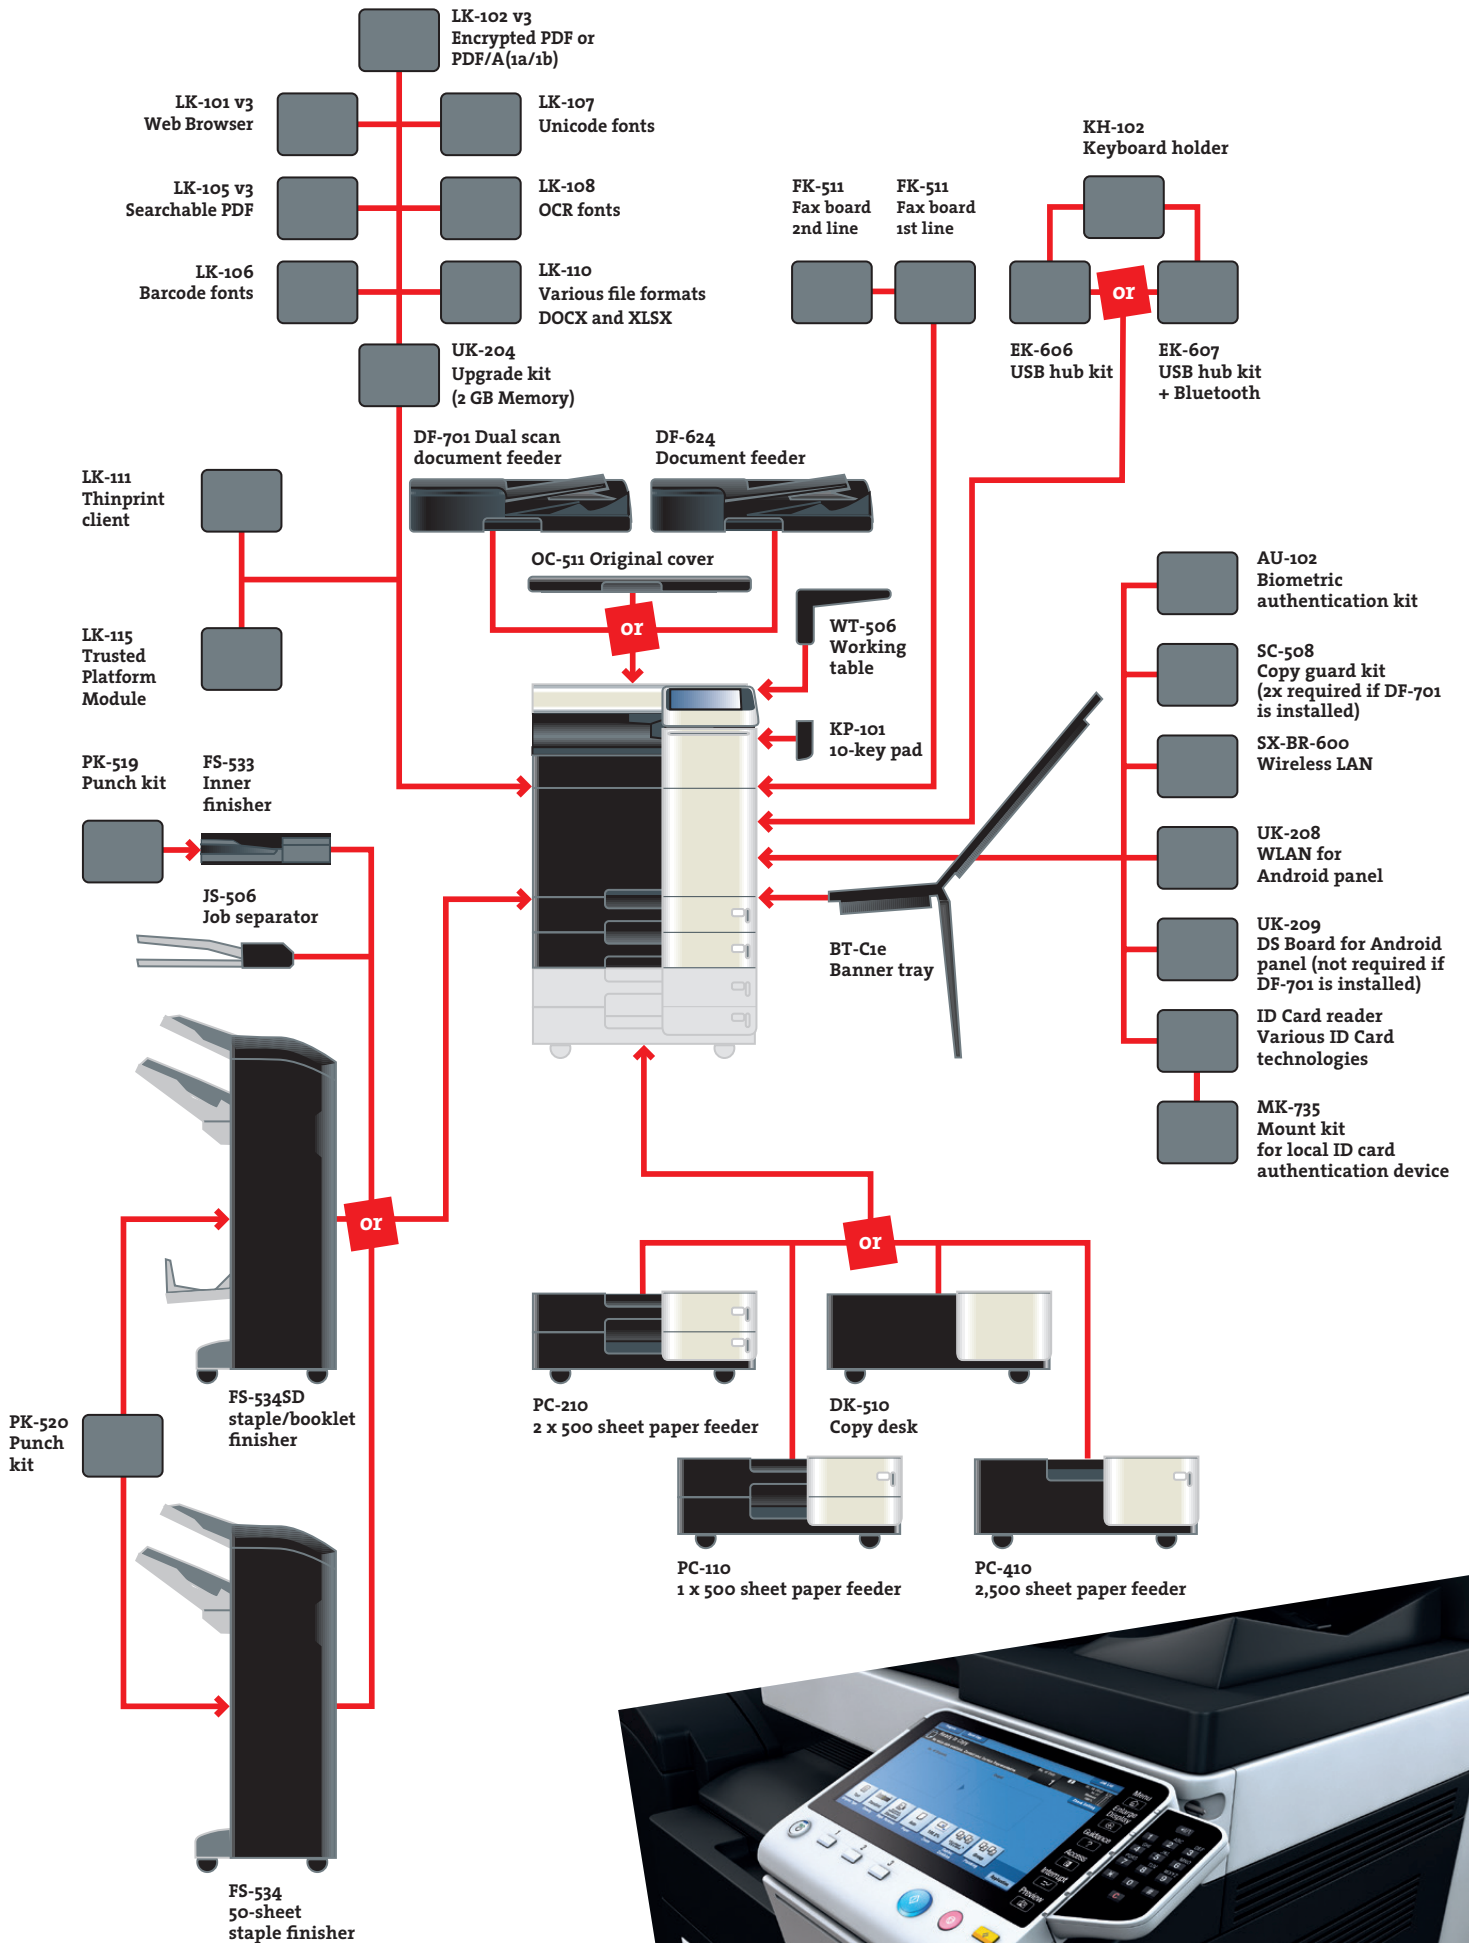 LK-102 v3
Encrypted PDF or
PDF/A(1a/1b)
LK-101 v3
Web Browser
LK-107
Unicode fonts
LK-105 v3
Searchable PDF
LK-108
OCR fonts
LK-106
Barcode fonts
LK-110
Various file formats
DOCX and XLSX
UK-204
Upgrade kit
(2 GB Memory)
FK-511
Fax board
2nd line
FK-511
Fax board
1st line
KH-102
Keyboard holder
or
EK-606
USB hub kit
EK-607
USB hub kit
+ Bluetooth
DF-701 Dual scan
document feeder
DF-624
Document feeder
OC-511 Original cover
or
LK-111
Thinprint
client
LK-115
Trusted
Platform
Module
WT-506
Working
table
KP-101
10-key pad
AU-102
Biometric
authentication kit
SC-508
Copy guard kit
(2x required if DF-701
is installed)
SX-BR-600
Wireless LAN
UK-208
WLAN for
Android panel
UK-209
DS Board for Android
panel (not required if
DF-701 is installed)
ID Card reader
Various ID Card
technologies
MK-735
Mount kit
for local ID card
authentication device
BT-C1e
Banner tray
PK-519
Punch kit
FS-533
Inner
finisher
JS-506
Job separator
or
FS-534SD
staple/booklet
finisher
PK-520
Punch
kit
FS-534
50-sheet
staple finisher
or
PC-210
2 x 500 sheet paper feeder
DK-510
Copy desk
PC-110
1 x 500 sheet paper feeder
PC-410
2,500 sheet paper feeder
Menu
Enlarge
Display
Guidance
Access
Interrupt
Preview